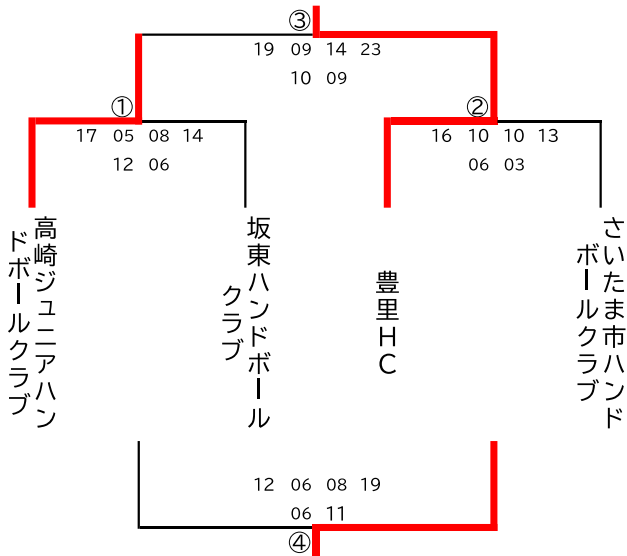 ③
19 09 14 23
10 09
①
②
17 05 08 14
12 06
16 10 10 13
06 03
高崎ジュニアハン
ドボールクラブ
坂東ハンドボール
クラブ
豊里HC
さいたま市ハンド
ボールクラブ
12 06 08 19
06 11
④